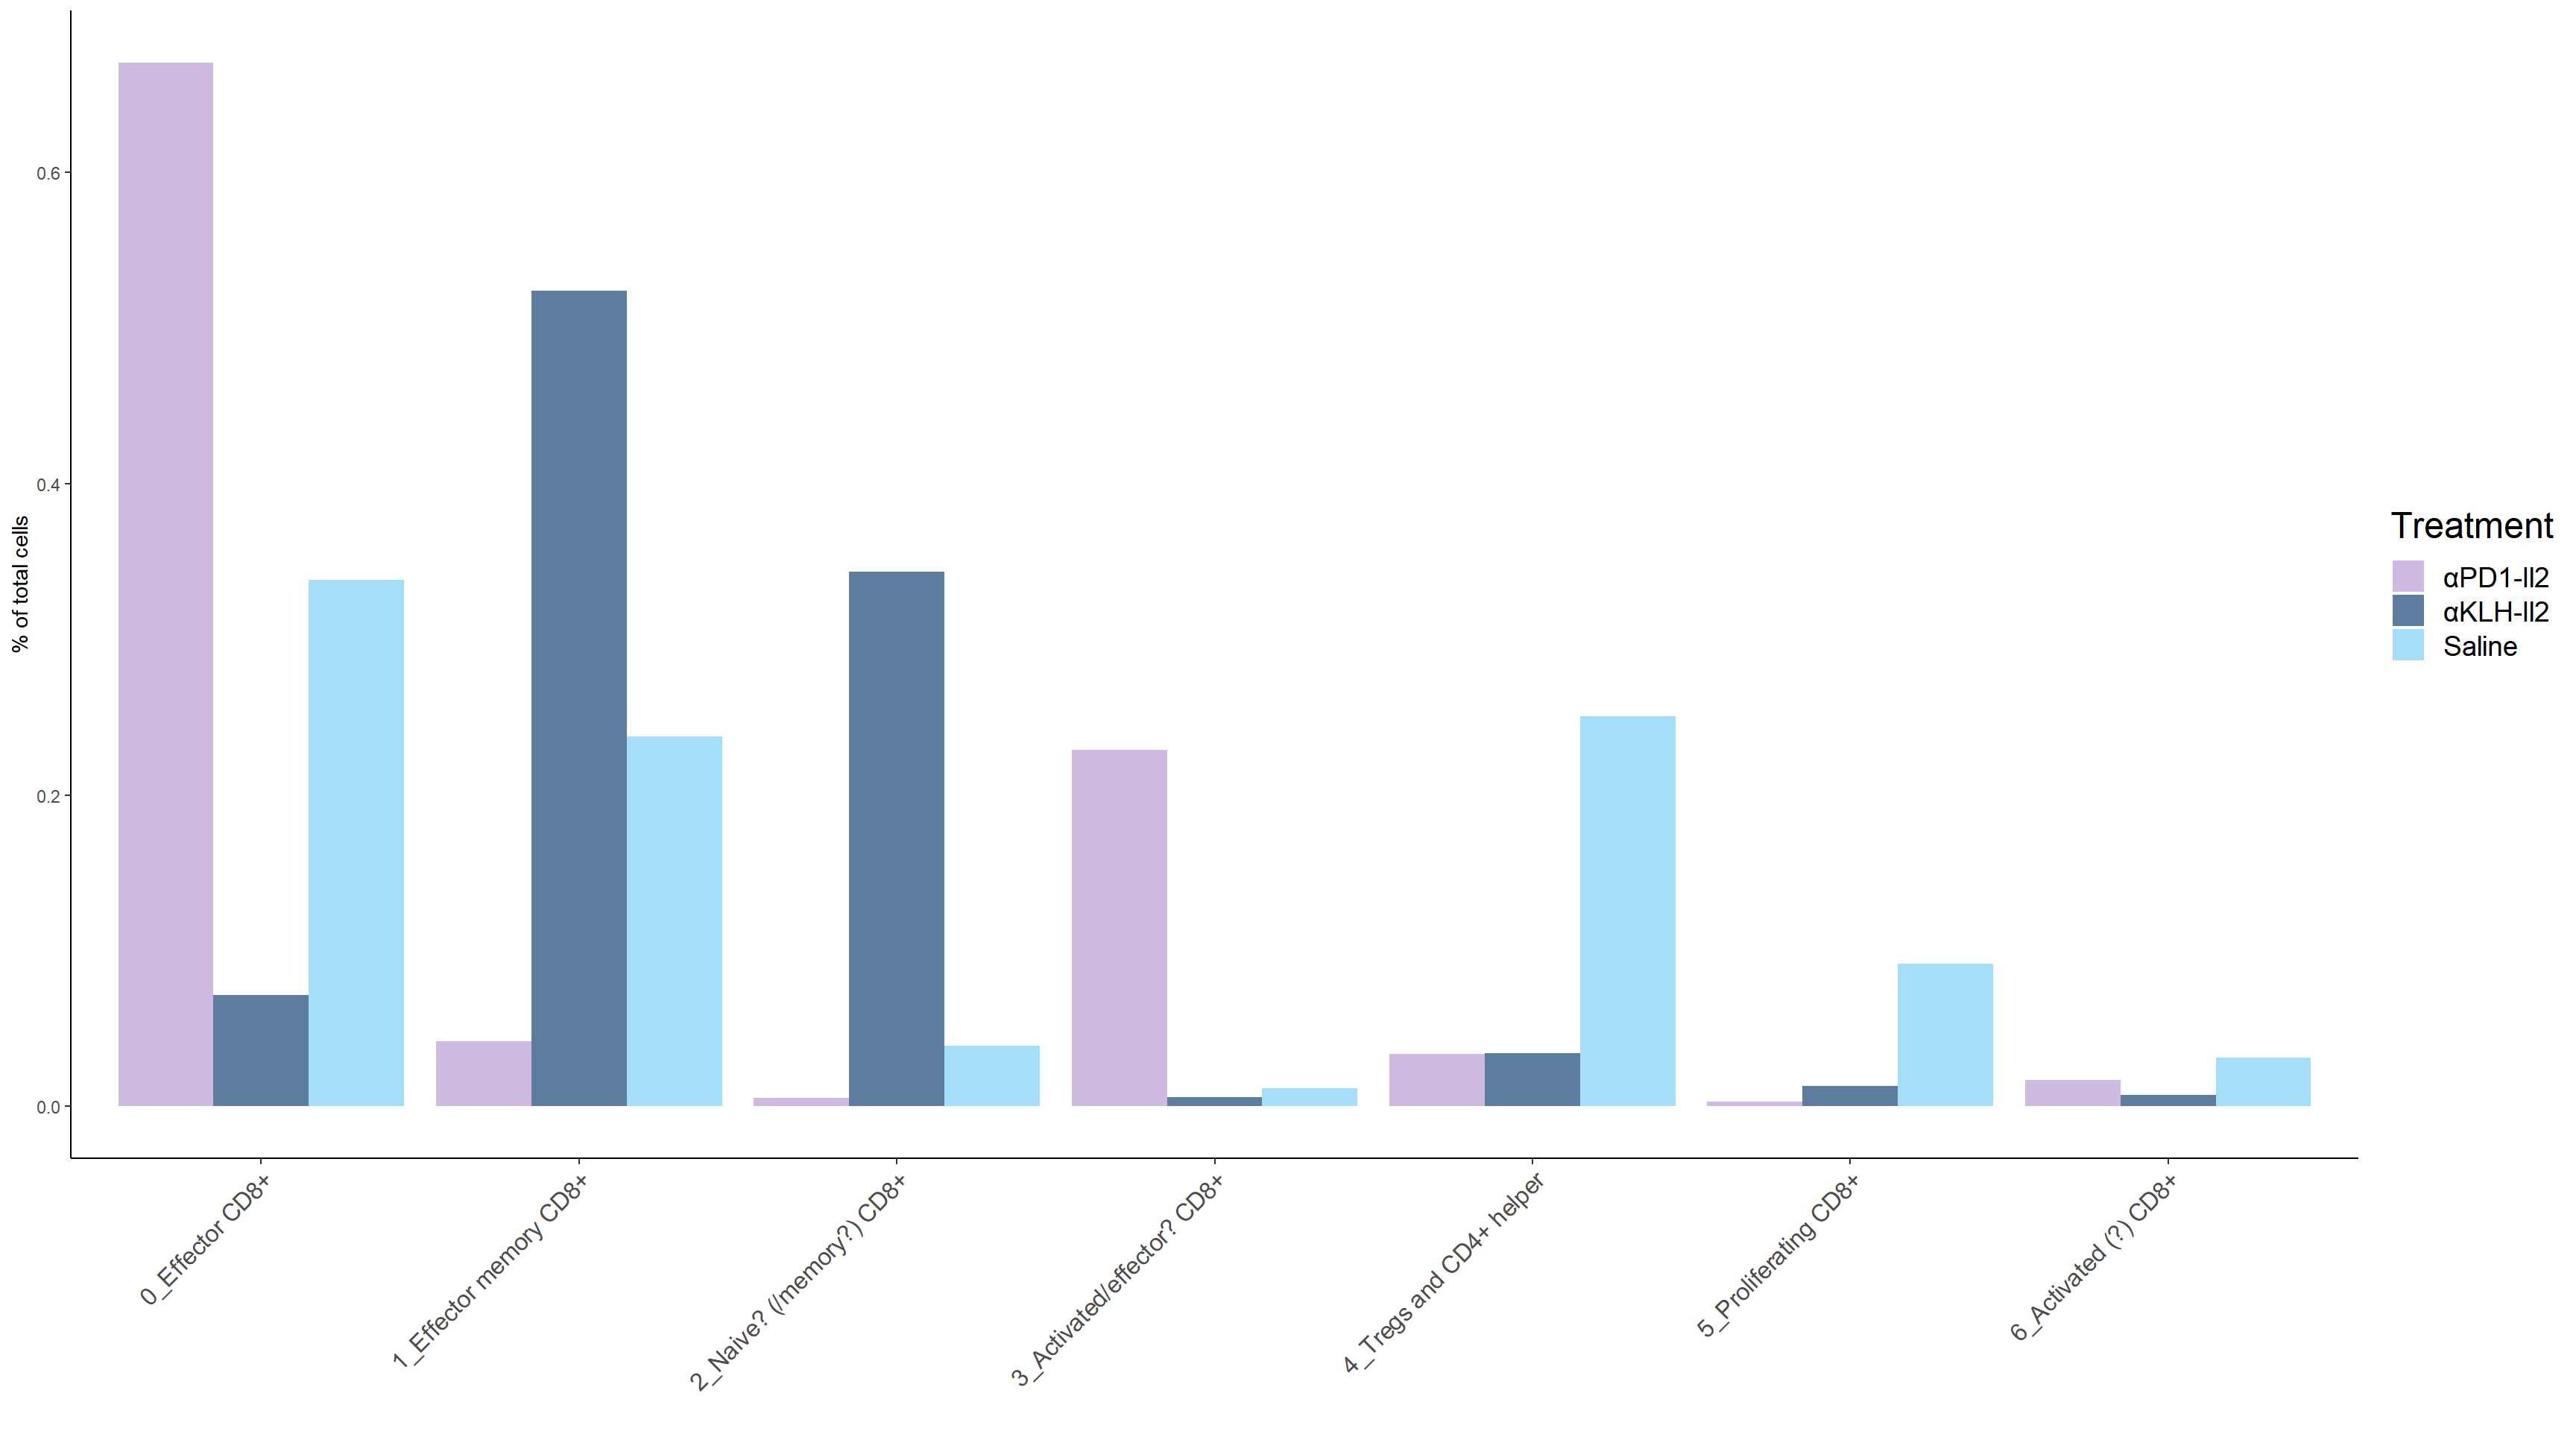 % of total cells
0.6
0.4
0.2
0.0
0_Effector CD8+
1_Effector memory CD8+
2_Naive? (/memory?) CD8+
3_Activated/effector? CD8+
4_Tregs and CD4+ helper
5_Proliferating CD8+
6_Activated (?) CD8+
Treatment
αPD1-Il2
αKLH-Il2
Saline